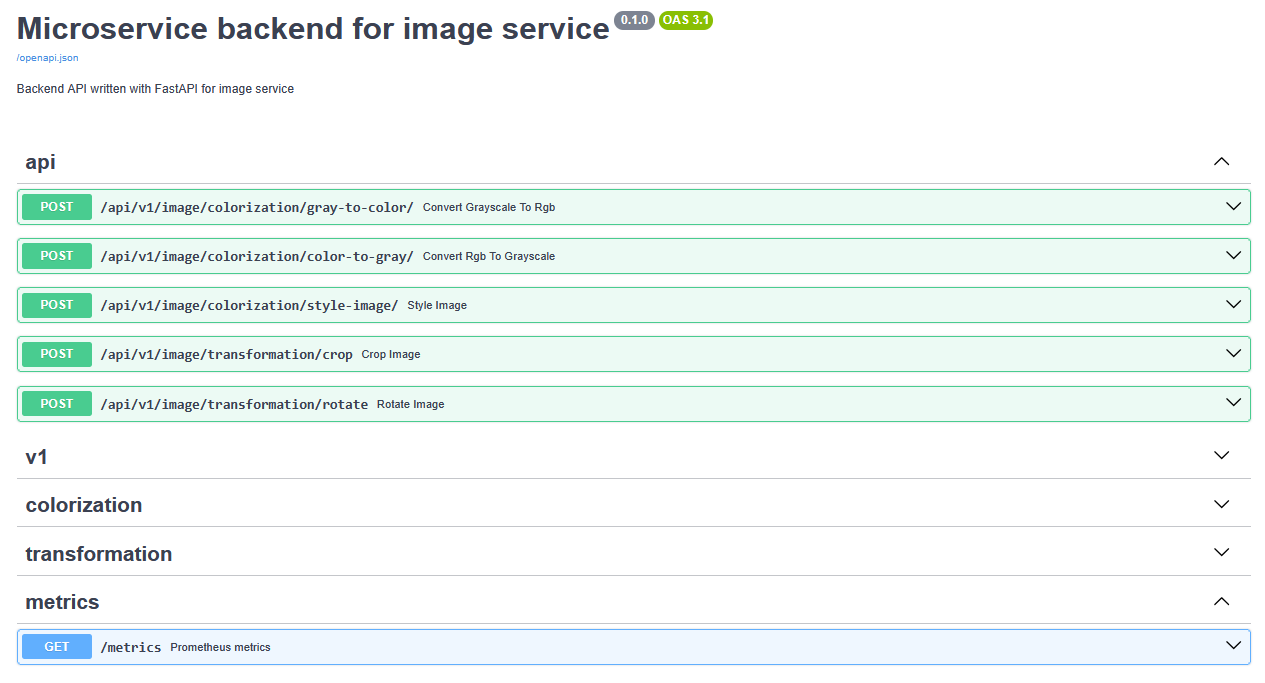 Microservice backend for image service 0.1.0 OAS 3.1
/openapi.json
Backend API written with FastAPI for image service
api
POST /api/v1/image/colorization/gray-to-color/ Convert Grayscale To Rgb
POST /api/v1/image/colorization/color-to-gray/ Convert Rgb To Grayscale
POST /api/v1/image/colorization/style-image/ Style Image
POST /api/v1/image/transformation/crop Crop Image
POST /api/v1/image/transformation/rotate Rotate Image
v1
colorization
transformation
metrics
GET /metrics Prometheus metrics